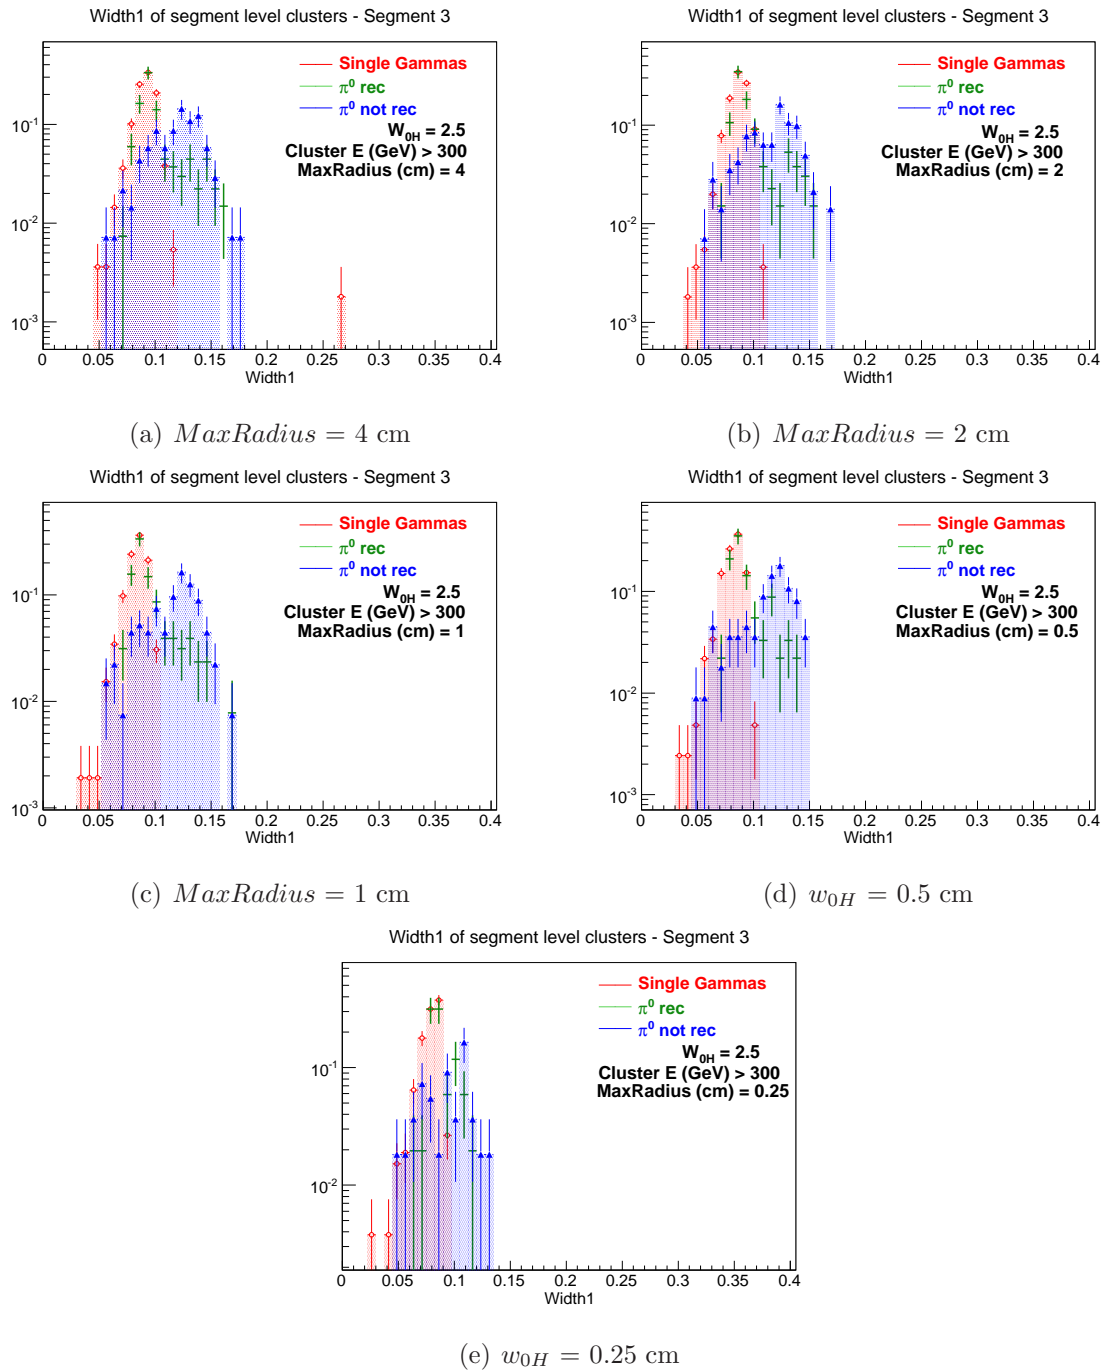 Width1 of segment level clusters - Segment 3
Single Gammas
π⁰ rec
π⁰ not rec
W₀H = 2.5
Cluster E (GeV) > 300
MaxRadius (cm) = 4
10⁻¹
10⁻²
10⁻³
0 0.05 0.1 0.15 0.2 0.25 0.3 0.35 0.4
Width1
(a) MaxRadius = 4 cm
Width1 of segment level clusters - Segment 3
Single Gammas
π⁰ rec
π⁰ not rec
W₀H = 2.5
Cluster E (GeV) > 300
MaxRadius (cm) = 2
10⁻¹
10⁻²
10⁻³
0 0.05 0.1 0.15 0.2 0.25 0.3 0.35 0.4
Width1
(b) MaxRadius = 2 cm
Width1 of segment level clusters - Segment 3
Single Gammas
π⁰ rec
π⁰ not rec
W₀H = 2.5
Cluster E (GeV) > 300
MaxRadius (cm) = 1
10⁻¹
10⁻²
10⁻³
0 0.05 0.1 0.15 0.2 0.25 0.3 0.35 0.4
Width1
(c) MaxRadius = 1 cm
Width1 of segment level clusters - Segment 3
Single Gammas
π⁰ rec
π⁰ not rec
W₀H = 2.5
Cluster E (GeV) > 300
MaxRadius (cm) = 0.5
10⁻¹
10⁻²
10⁻³
0 0.05 0.1 0.15 0.2 0.25 0.3 0.35 0.4
Width1
(d) w₀H = 0.5 cm
Width1 of segment level clusters - Segment 3
Single Gammas
π⁰ rec
π⁰ not rec
W₀H = 2.5
Cluster E (GeV) > 300
MaxRadius (cm) = 0.25
10⁻¹
10⁻²
0 0.05 0.1 0.15 0.2 0.25 0.3 0.35 0.4
Width1
(e) w₀H = 0.25 cm